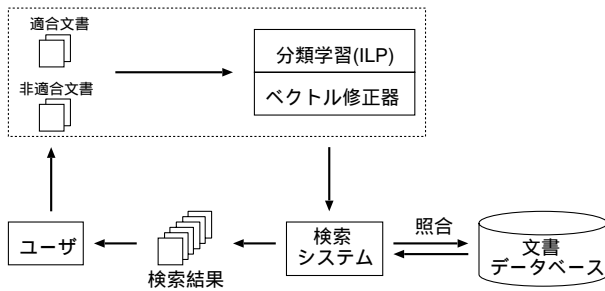 適合文書
非適合文書
分類学習(ILP)
ベクトル修正器
ユーザ
検索結果
検索
システム
照合
文書
データベース